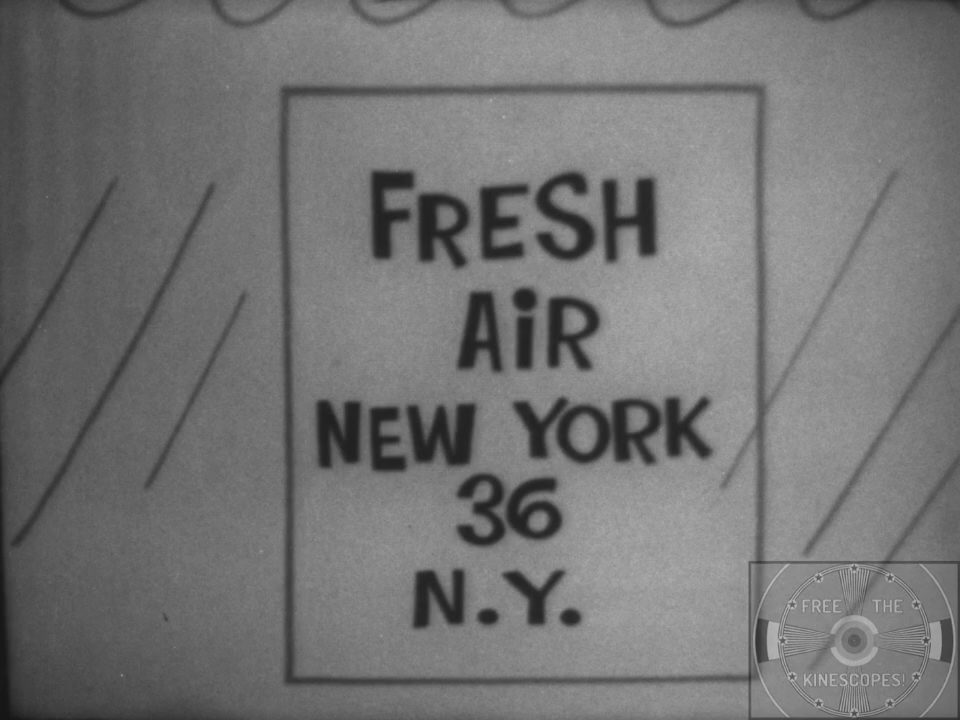 FRESH
AiR
NEW YORK
36
N.Y.
FREE THE
KINESCOPES!